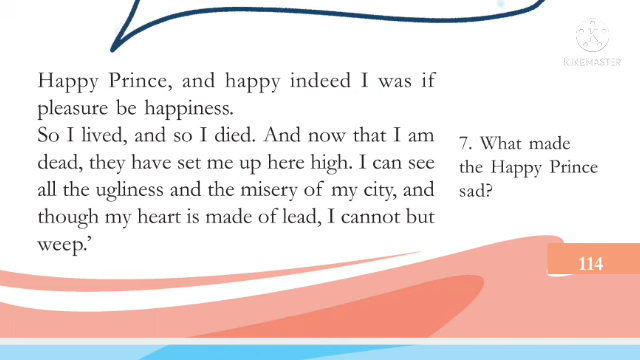 KINEMASTER
Happy Prince, and happy indeed I was if
pleasure be happiness.
So I lived, and so I died. And now that I am
dead, they have set me up here high. I can see
all the ugliness and the misery of my city, and
though my heart is made of lead, I cannot but
weep.’
7. What made
the Happy Prince
sad?
114